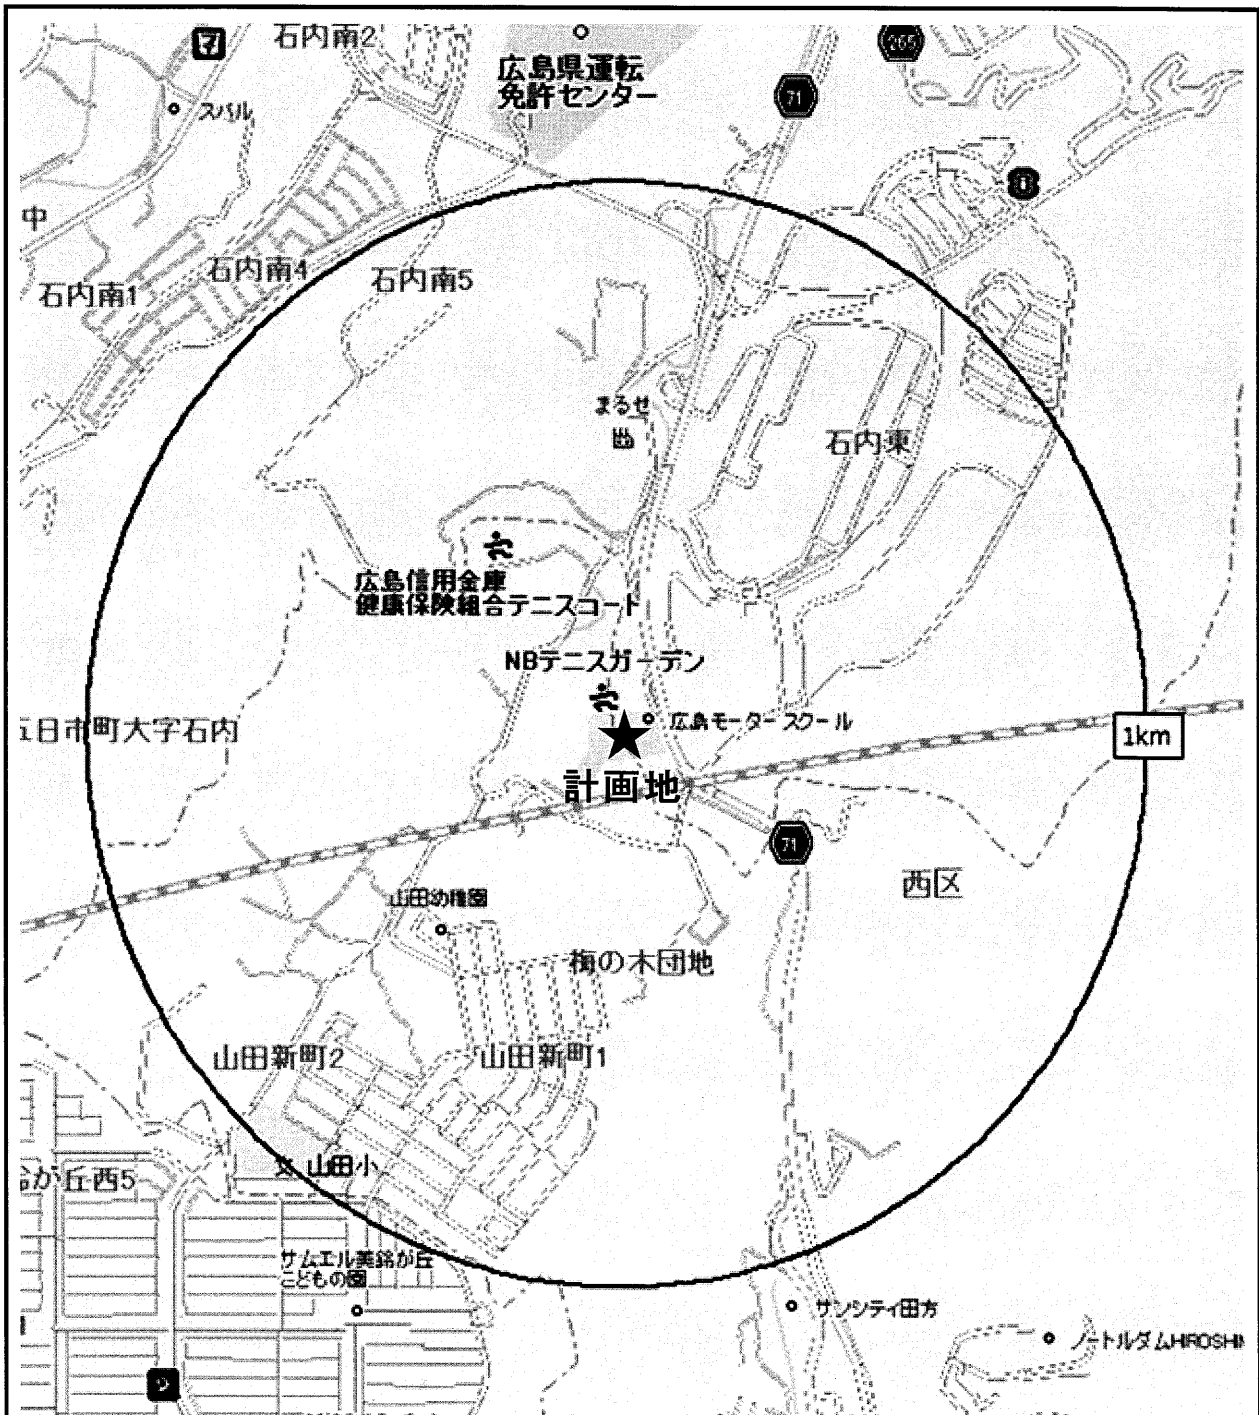 石内南2
広島県運転
免許センター
265
71
スバル
中
石内南4
石内南5
石内南1
まるせ
石内東
広島信用金庫
健康保険組合テニスコート
NBテニスガーデン
広島モータースクール
五日市町大字石内
1km
計画地
71
西区
山田幼稚園
梅の木団地
山田新町2
山田新町1
文 山田小
が丘西5
サムエル美鈴が丘
こどもの園
サンシティ田方
ノートルダムHIROSHI